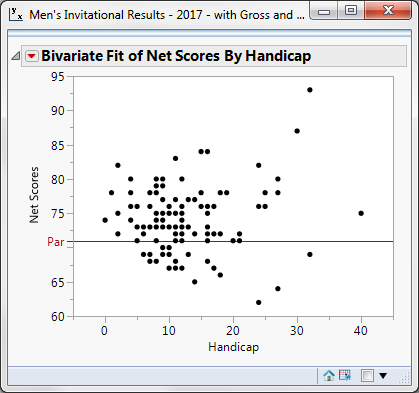 Men's Invitational Results - 2017 - with Gross and ...
Bivariate Fit of Net Scores By Handicap
95
90
85
80
75
Par
65
60
Net Scores
0
10
20
30
40
Handicap